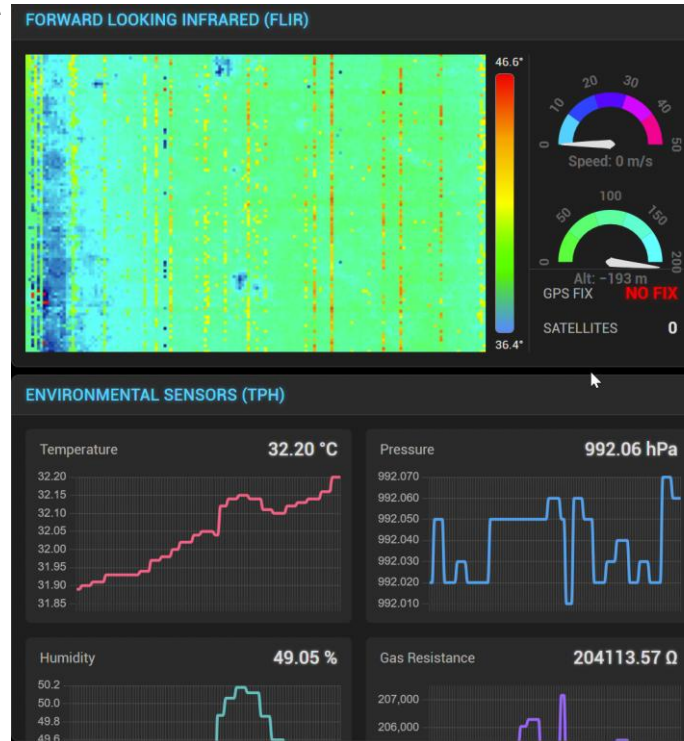 FORWARD LOOKING INFRARED (FLIR)
46.6°
36.4°
0 10 20 30 40 50
Speed: 0 m/s
0 50 100 150 200
Alt: −193 m
GPS FIX NO FIX
SATELLITES 0
ENVIRONMENTAL SENSORS (TPH)
Temperature 32.20 °C
32.20
32.15
32.10
32.05
32.00
31.95
31.90
31.85
Pressure 992.06 hPa
992.070
992.060
992.050
992.040
992.030
992.020
992.010
Humidity 49.05 %
50.2
50.0
49.8
49.6
Gas Resistance 204113.57 Ω
207,000
206,000